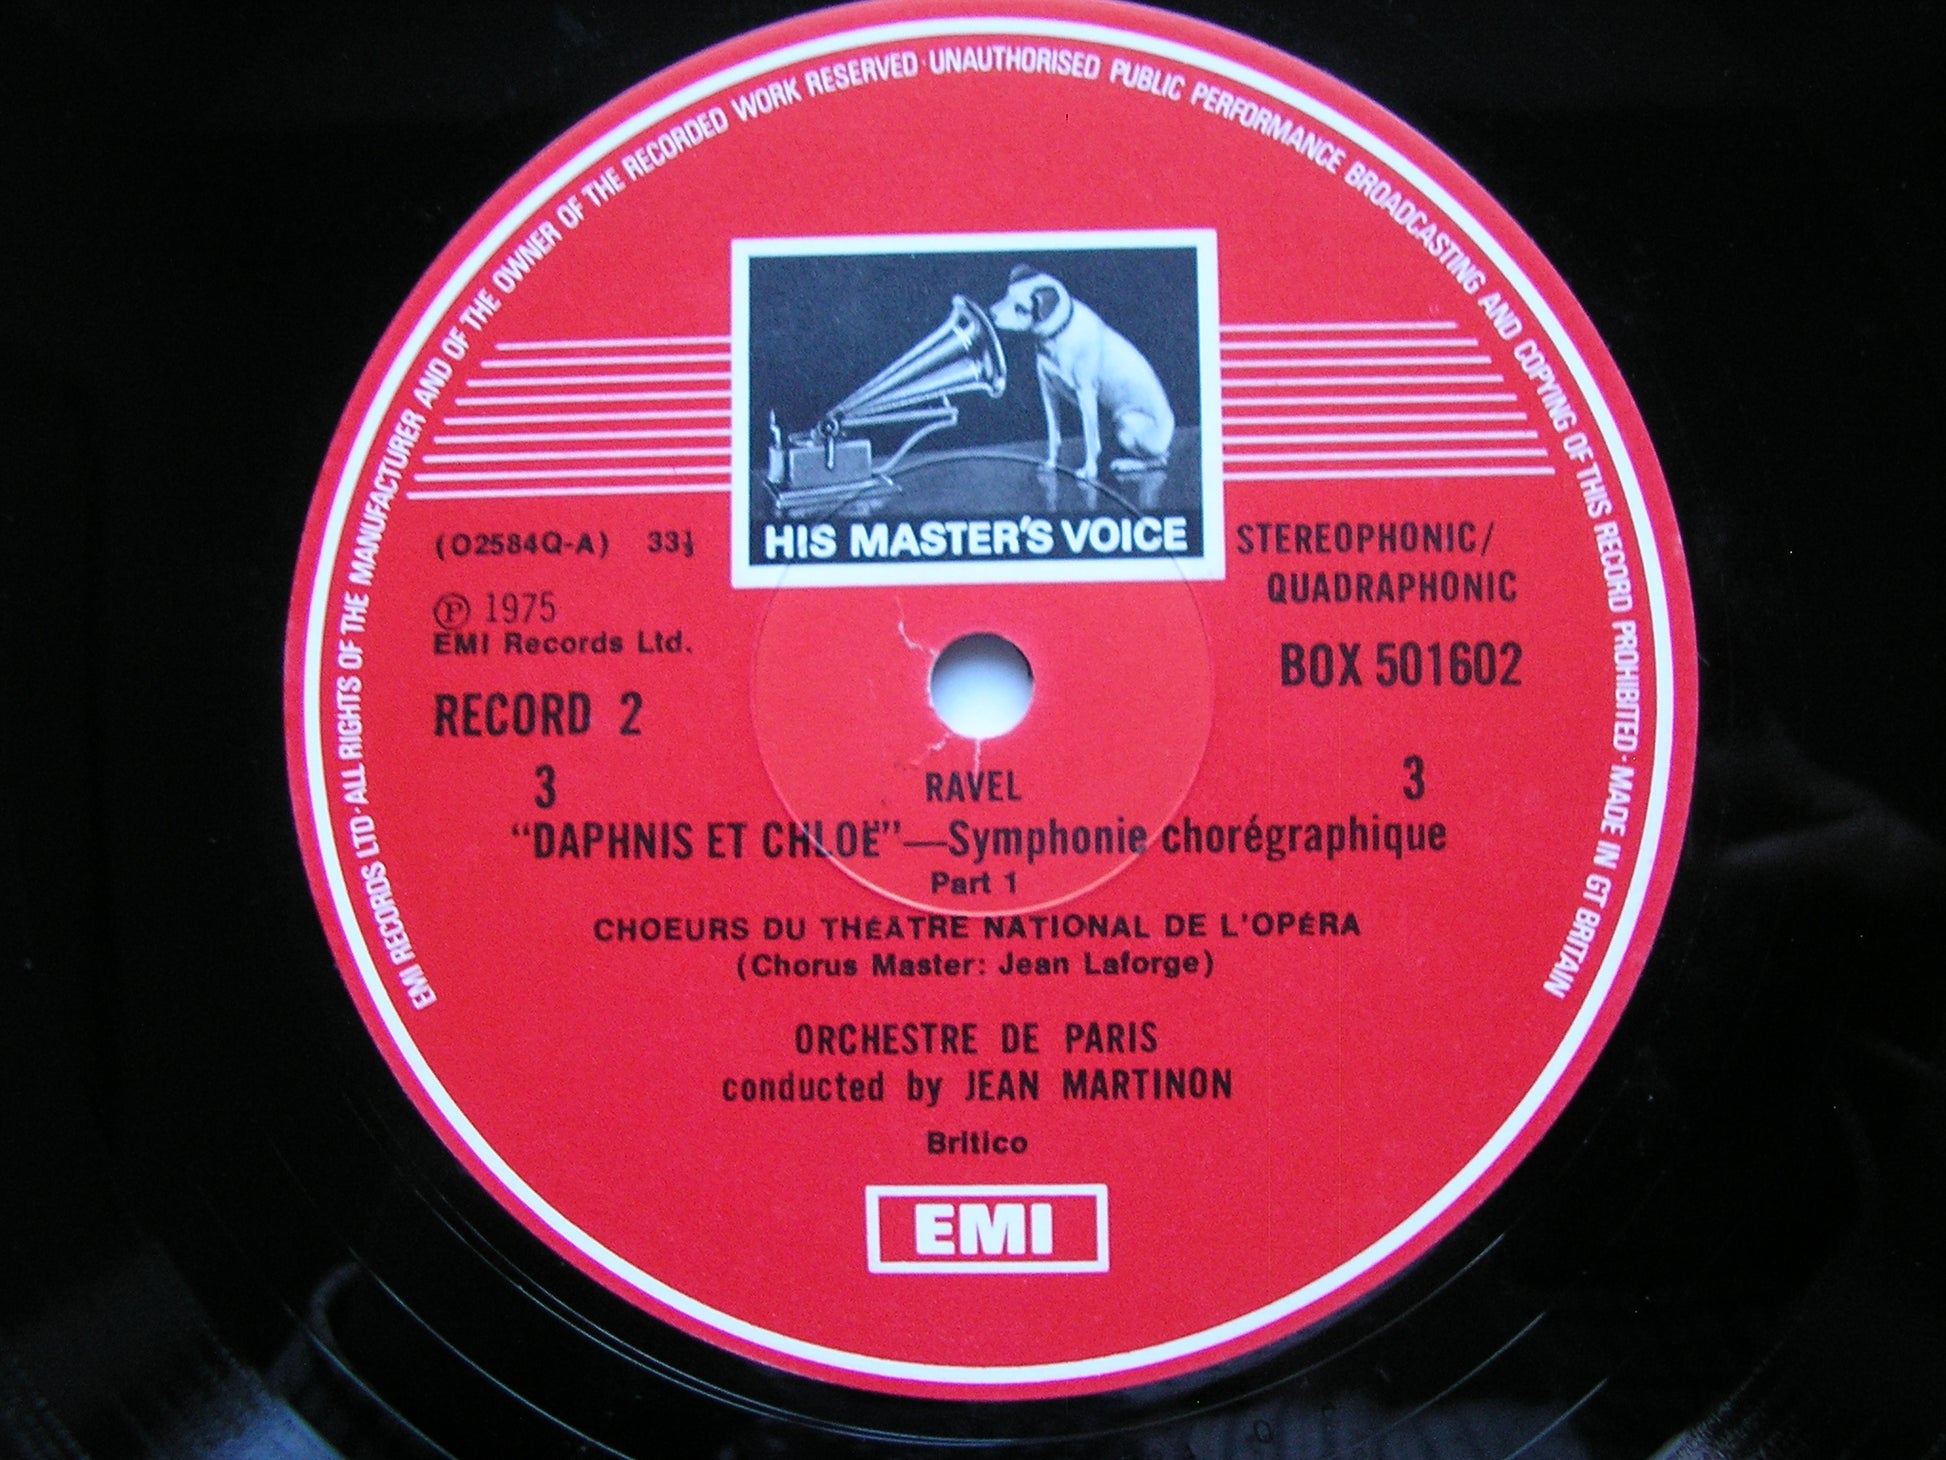 EMI RECORDS LTD · ALL RIGHTS OF THE MANUFACTURER AND OF THE OWNER OF THE RECORDED WORK RESERVED · UNAUTHORISED PUBLIC PERFORMANCE BROADCASTING AND COPYING OF THIS RECORD PROHIBITED · MADE IN GT BRITAIN
HIS MASTER'S VOICE
(O2584Q-A) 33⅓
STEREOPHONIC/
QUADRAPHONIC
Ⓟ 1975
EMI Records Ltd.
BOX 501602
RECORD 2
3 3
RAVEL
"DAPHNIS ET CHLOË"—Symphonie chorégraphique
Part 1
CHOEURS DU THÉÂTRE NATIONAL DE L'OPÉRA
(Chorus Master: Jean Laforge)
ORCHESTRE DE PARIS
conducted by JEAN MARTINON
Britico
EMI